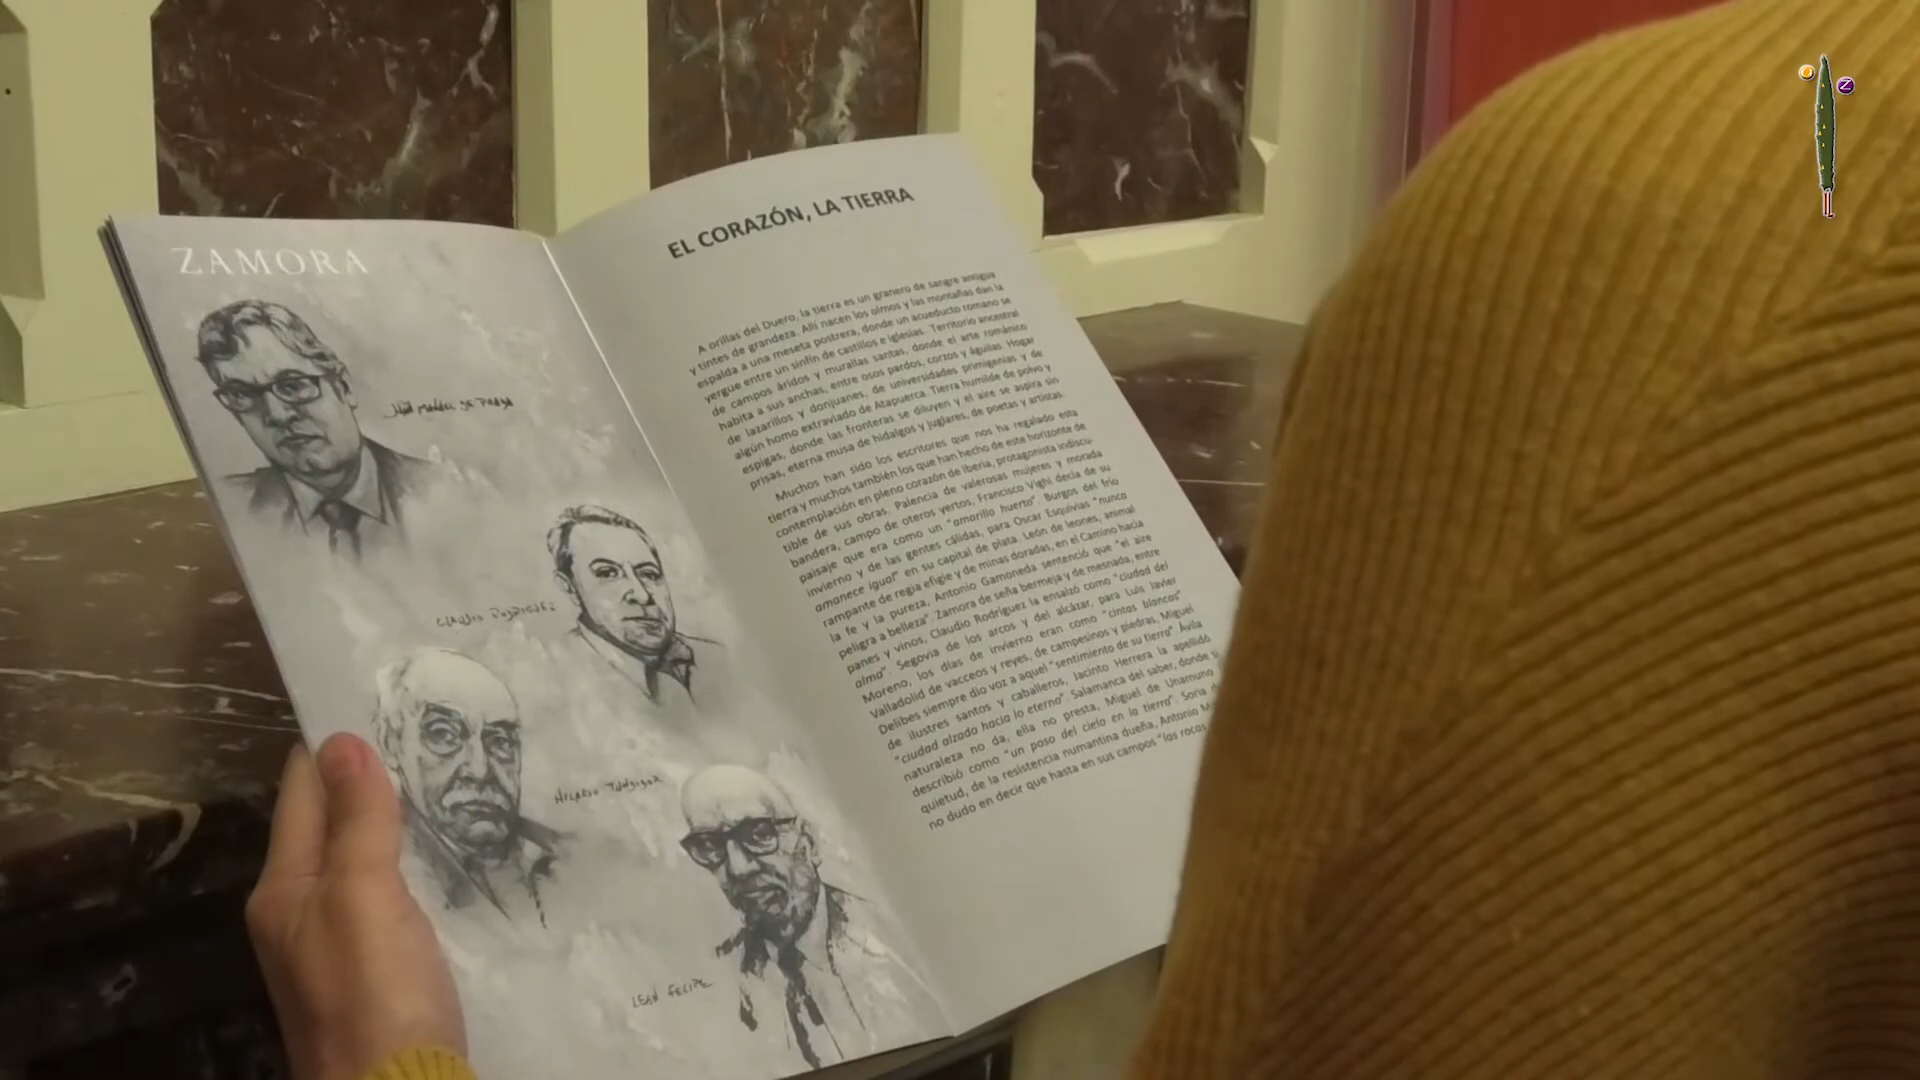 ZAMORA
Juan Manuel de Prada
CLAUDIO RODRIGUEZ
HILARIO TUNDIDOR
LEÓN FELIPE
EL CORAZÓN, LA TIERRA
A orillas del Duero, la tierra es un granero de sangre antigua
y tintes de grandeza. Allí nacen los olmos y las montañas dan la
espalda a una meseta postrera, donde un acueducto romano se
yergue entre un sinfín de castillos e iglesias. Territorio ancestral
de campos áridos y murallas santas, donde el arte románico
habita a sus anchas, entre osos pardos, corzos y águilas. Hogar
de lazarillos y donjuanes, de universidades primigenias y de
algún homo extraviado de Atapuerca. Tierra humilde de polvo y
espigas, donde las fronteras se diluyen y el aire se aspira sin
prisas, eterna musa de hidalgos y juglares, de poetas y artistas.
Muchos han sido los escritores que nos ha regalado esta
tierra y muchos también los que han hecho de este horizonte de
contemplación en pleno corazón de Iberia, protagonista indiscu-
tible de sus obras. Palencia de valerosas mujeres y morada
bandera, campo de oteros yertos, Francisco Vighi decía de su
paisaje que era como un "amarillo huerto". Burgos del frío
invierno y de las gentes cálidas, para Oscar Esquivias "nunca
amanece igual" en su capital de plata. León de leones, animal
rampante de regia efigie y de minas doradas, en el Camino hacia
la fe y la pureza, Antonio Gamoneda sentenció que "el aire
peligra a belleza". Zamora de seña bermeja y de mesnada, entre
panes y vinos, Claudio Rodríguez la ensalzó como "ciudad del
alma". Segovia de los arcos y del alcázar, para Luis Javier
Moreno, los días de invierno eran como "cintos blancos"
Valladolid de vacceos y reyes, de campesinos y piedras, Miguel
Delibes siempre dio voz a aquel "sentimiento de su tierra" Ávila
de ilustres santos y caballeros, Jacinto Herrera la apellidó
"ciudad alzada hacia lo eterno" Salamanca del saber, donde
naturaleza no da, ella no presta, Miguel de Unamuno
describió como "un poso del cielo en la tierra". Soria
quietud, de la resistencia numantina dueña, Antonio
no dudo en decir que hasta en sus campos "las rocas
Z